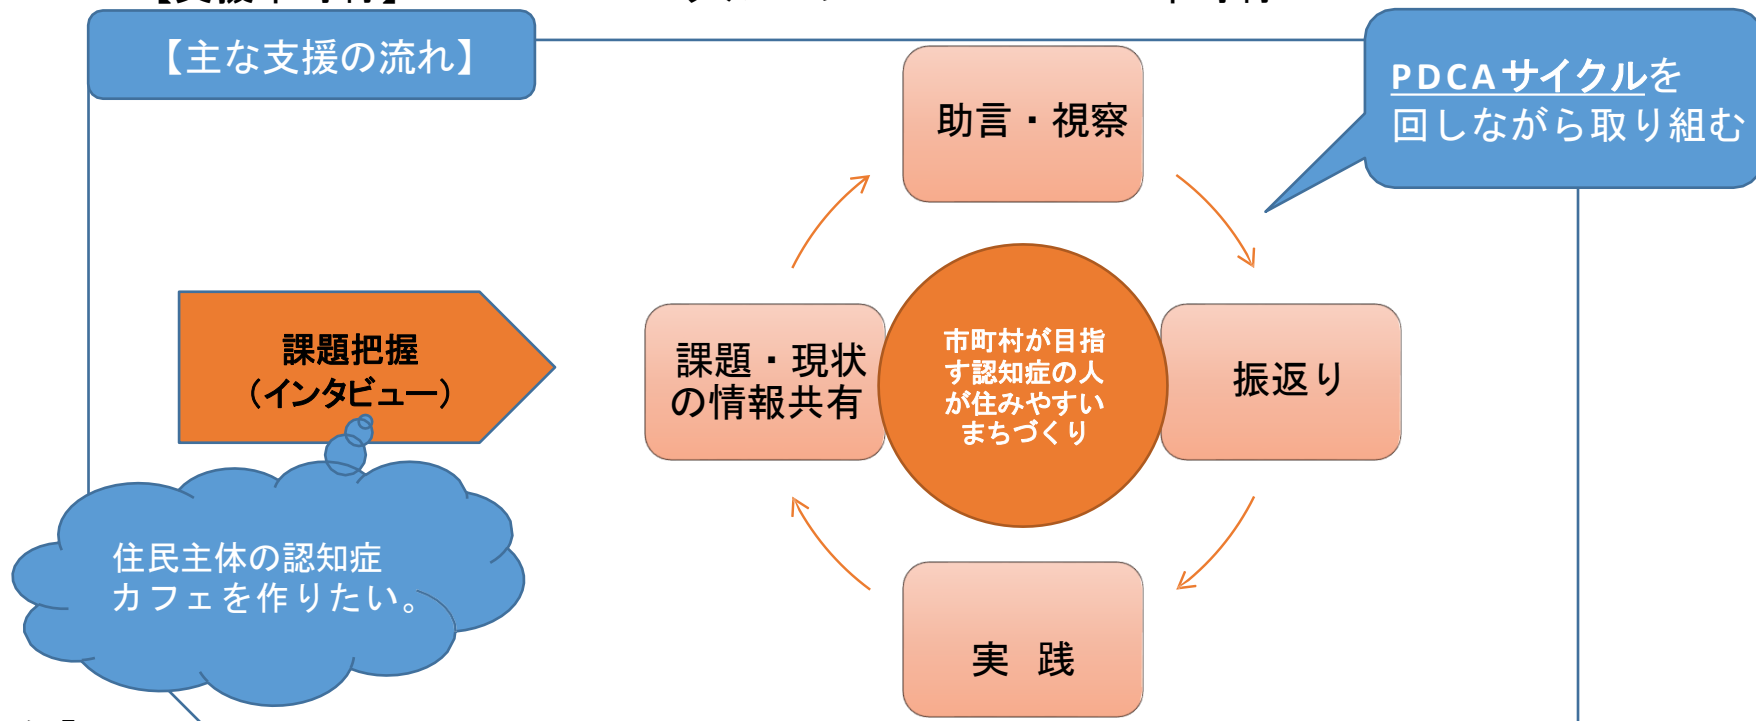 【主な支援の流れ】
PDCAサイクルを
回しながら取り組む
助言・視察
課題把握
（インタビュー）
課題・現状
の情報共有
市町村が目指
す認知症の人
が住みやすい
まちづくり
振返り
住民主体の認知症
カフェを作りたい。
実　践